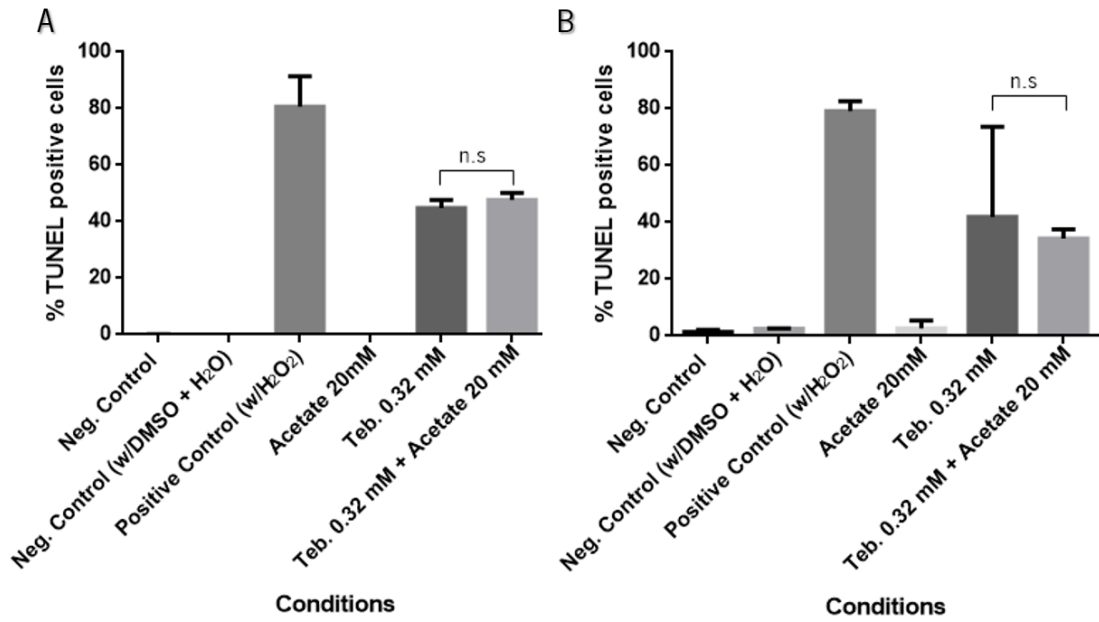 A
% TUNEL positive cells
100
80
60
40
20
0
n.s
Neg. Control
Neg. Control (w/DMSO + H₂O)
Positive Control (w/H₂O₂)
Acetate 20mM
Teb. 0.32 mM
Teb. 0.32 mM + Acetate 20 mM
Conditions
B
% TUNEL positive cells
100
80
60
40
20
0
n.s
Neg. Control
Neg. Control (w/DMSO + H₂O)
Positive Control (w/H₂O₂)
Acetate 20mM
Teb. 0.32 mM
Teb. 0.32 mM + Acetate 20 mM
Conditions